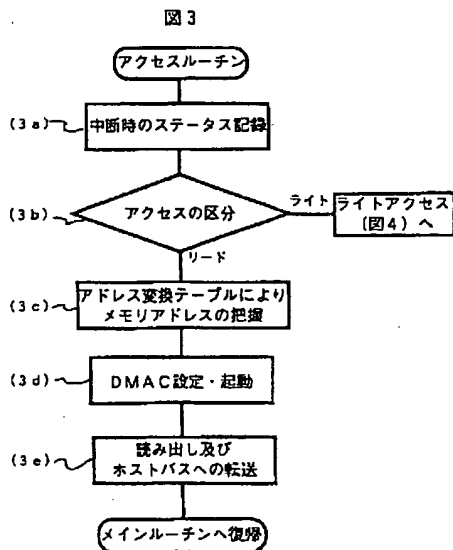 図3
アクセスルーチン
(3a)
中断時のステータス記録
(3b)
アクセスの区分
ライト
ライトアクセス
(図4)へ
リード
(3c)
アドレス変換テーブルにより
メモリアドレスの把握
(3d)
DMAC設定・起動
(3e)
読み出し及び
ホストバスへの転送
メインルーチンへ復帰